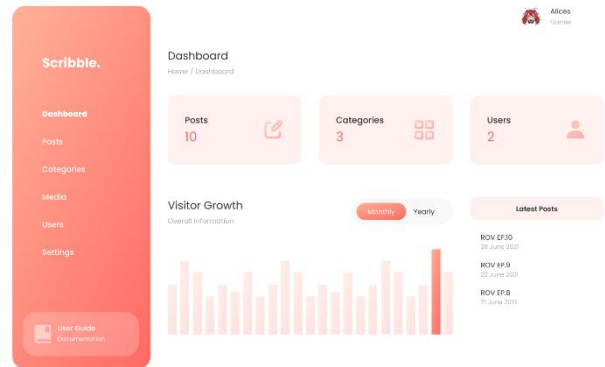 Alices
Gamer
Scribble.
Dashboard
Posts
Categories
Media
Users
Settings
User Guide
Documentation
Dashboard
Home / Dashboard
Posts
10
Categories
3
Users
2
Visitor Growth
Overall Information
Monthly
Yearly
Latest Posts
ROV EP.10
28 June 2021
ROV EP.9
22 June 2021
ROV EP.8
11 June 2021